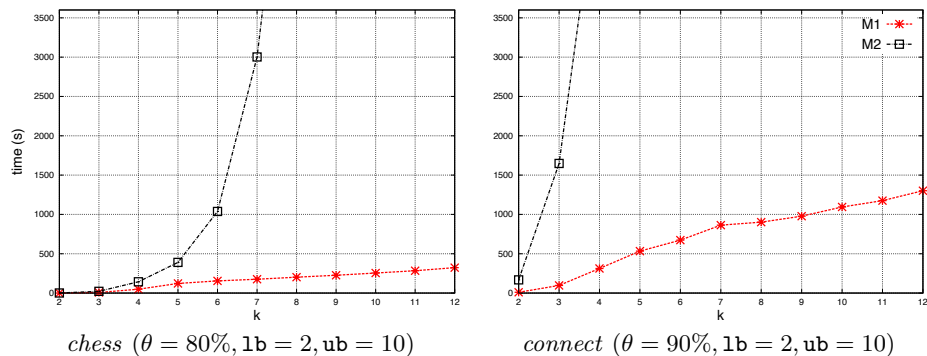 3500
3000
2500
2000
1500
1000
500
0
time (s)
2 3 4 5 6 7 8 9 10 11 12
k
chess (θ = 80%, lb = 2, ub = 10)
M1
M2
3500
3000
2500
2000
1500
1000
500
0
2 3 4 5 6 7 8 9 10 11 12
k
connect (θ = 90%, lb = 2, ub = 10)